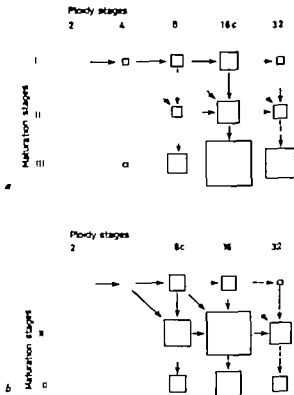 Ploidy stages
2 4 8 16c 32
Maturation stages
I
II
III
a
Ploidy stages
2 8c 16 32
Maturation stages
b